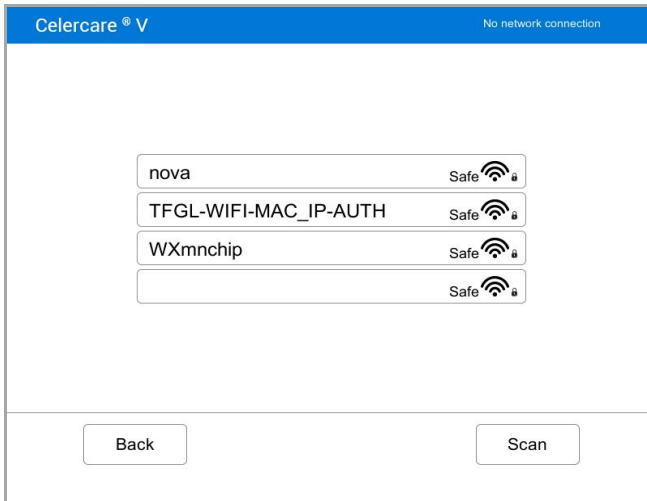 Celercare ® V
No network connection
nova Safe
TFGL-WIFI-MAC_IP-AUTH Safe
WXmnchip Safe
Safe
Back
Scan